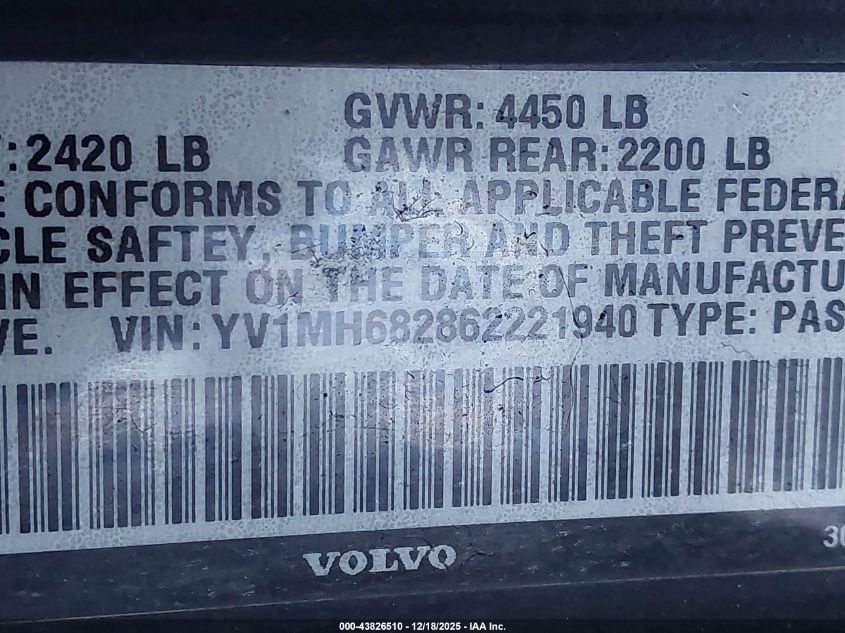 GVWR: 4450 LB
: 2420 LB GAWR REAR: 2200 LB
E CONFORMS TO ALL APPLICABLE FEDERA
CLE SAFTEY, BUMPER AND THEFT PREVE
IN EFFECT ON THE DATE OF MANUFACTU
VE. VIN: YV1MH682862221940 TYPE: PAS
VOLVO
30
000-43826510 - 12/18/2025 - IAA Inc.